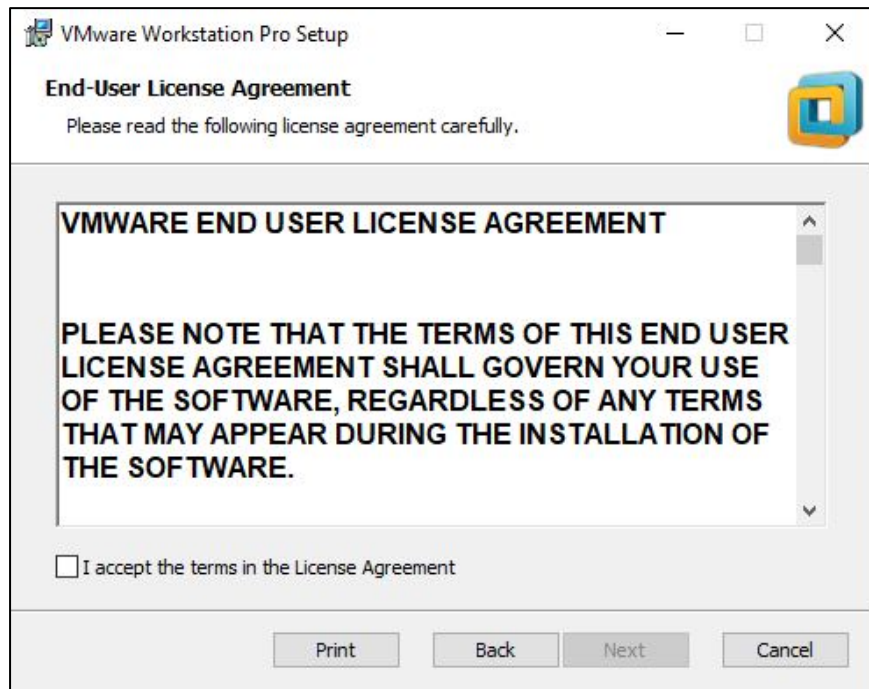 VMware Workstation Pro Setup
End-User License Agreement
Please read the following license agreement carefully.
VMWARE END USER LICENSE AGREEMENT
PLEASE NOTE THAT THE TERMS OF THIS END USER
LICENSE AGREEMENT SHALL GOVERN YOUR USE
OF THE SOFTWARE, REGARDLESS OF ANY TERMS
THAT MAY APPEAR DURING THE INSTALLATION OF
THE SOFTWARE.
I accept the terms in the License Agreement
Print Back Next Cancel